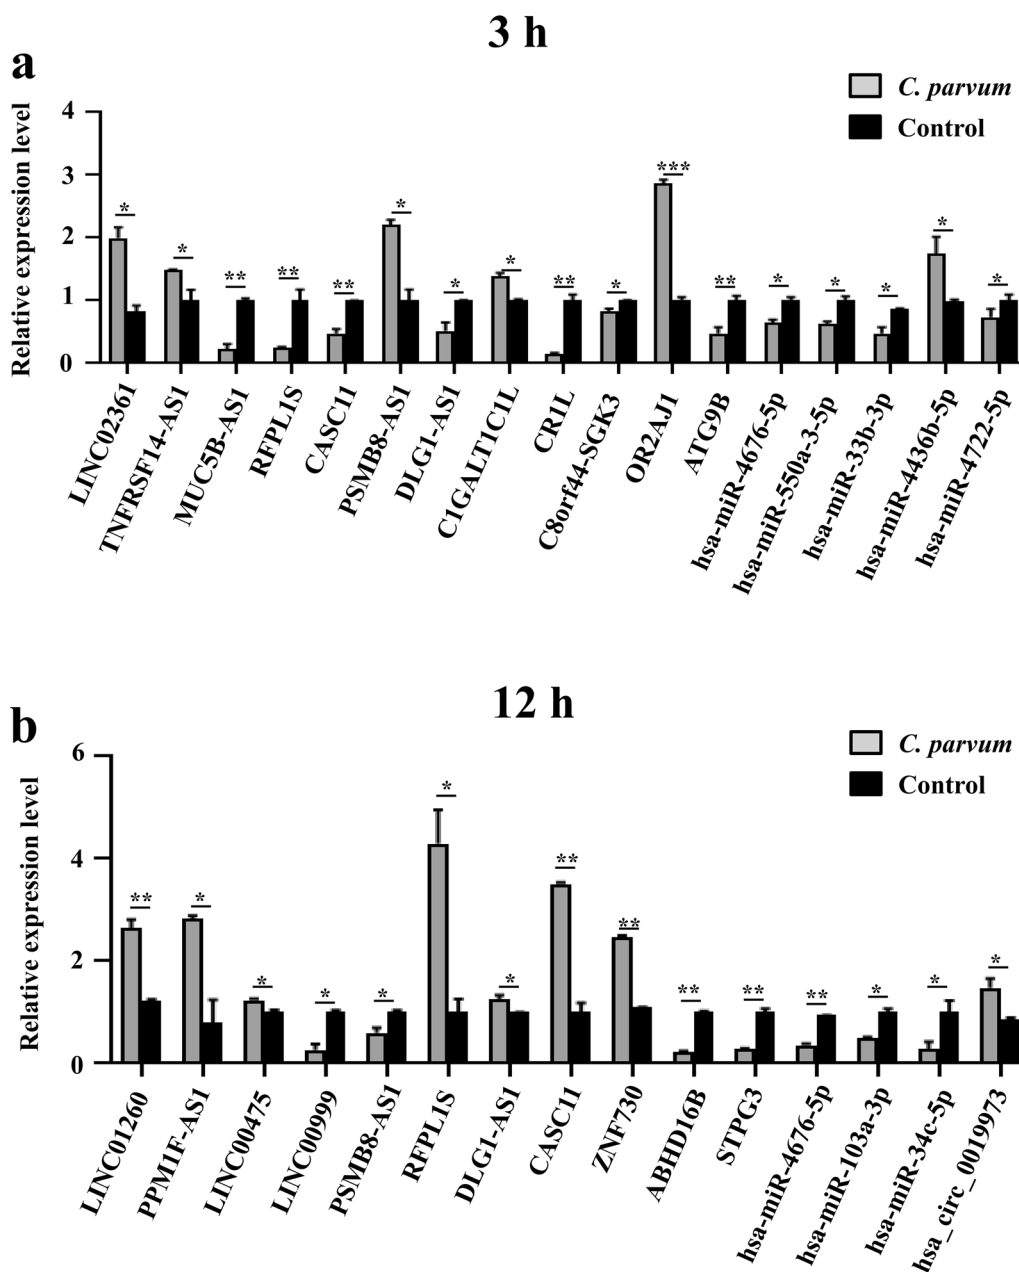 3 h
a
C. parvum
Control
Relative expression level
4
3
2
1
0
*
*
**
**
**
*
*
*
**
*
***
**
*
*
*
*
*
LINC02361
TNFRSF14-AS1
MUC5B-AS1
RFPL1S
CASC11
PSMB8-AS1
DLG1-AS1
C1GALT1C1L
CR1L
C8orf44-SGK3
OR2AJ1
ATG9B
hsa-miR-4676-5p
hsa-miR-550a-3-5p
hsa-miR-33b-3p
hsa-miR-4436b-5p
hsa-miR-4722-5p
12 h
b
C. parvum
Control
Relative expression level
6
4
2
0
**
*
*
*
*
*
*
**
**
**
**
**
*
*
*
LINC01260
PPM1F-AS1
LINC00475
LINC00999
PSMB8-AS1
RFPL1S
DLG1-AS1
CASC11
ZNF730
ABHD16B
STPG3
hsa-miR-4676-5p
hsa-miR-103a-3p
hsa-miR-34c-5p
hsa_circ_0019973